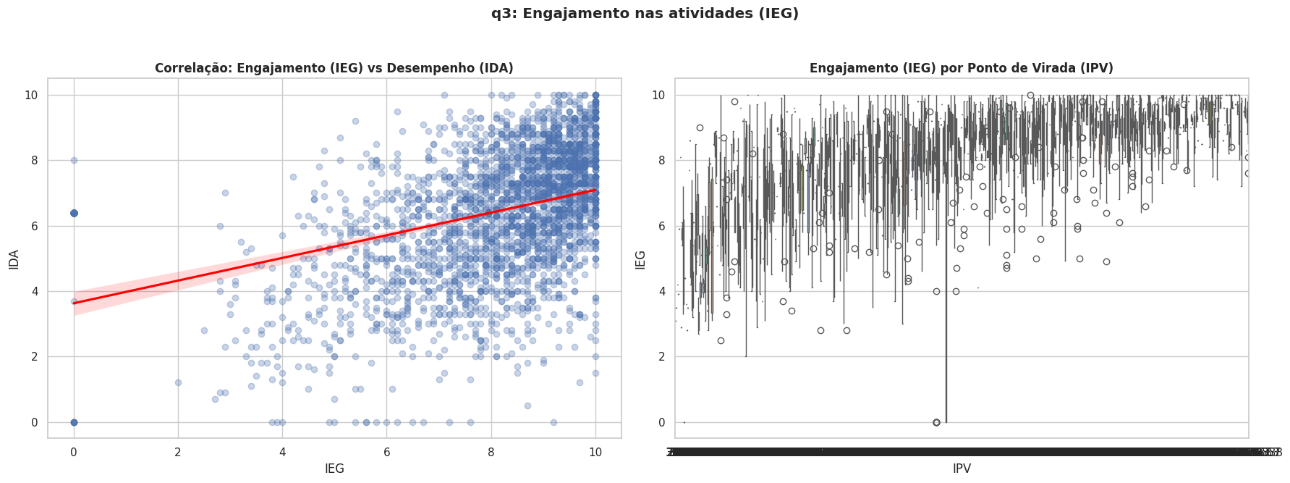 q3: Engajamento nas atividades (IEG)
Correlação: Engajamento (IEG) vs Desempenho (IDA)
10
8
6
4
2
0
IDA
0 2 4 6 8 10
IEG
Engajamento (IEG) por Ponto de Virada (IPV)
10
8
6
4
2
0
IEG
IPV